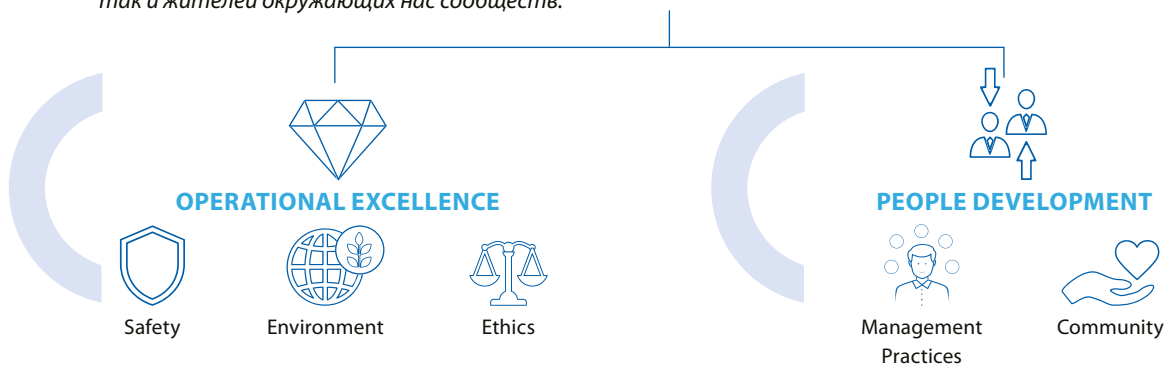 так и жителей окружающих нас сообществ.
OPERATIONAL EXCELLENCE
PEOPLE DEVELOPMENT
Safety
Environment
Ethics
Management
Practices
Community